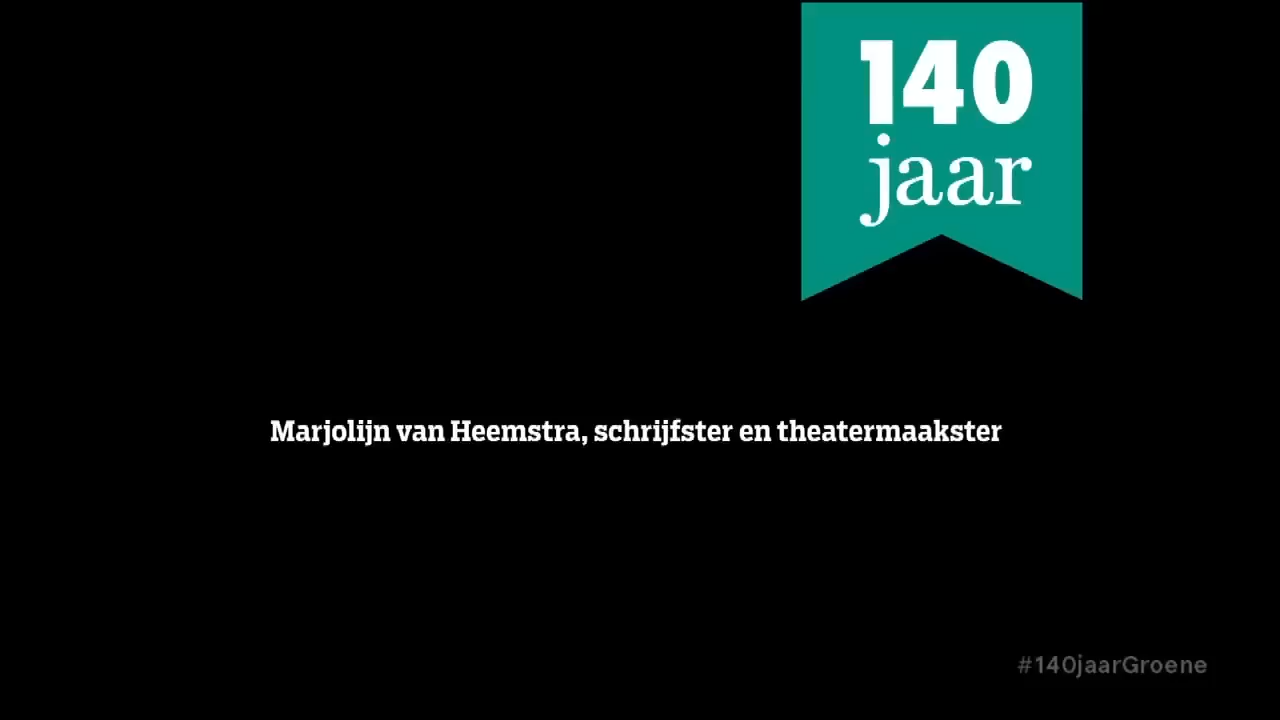 140
jaar
Marjolijn van Heemstra, schrijfster en theatermaakster
#140jaarGroene